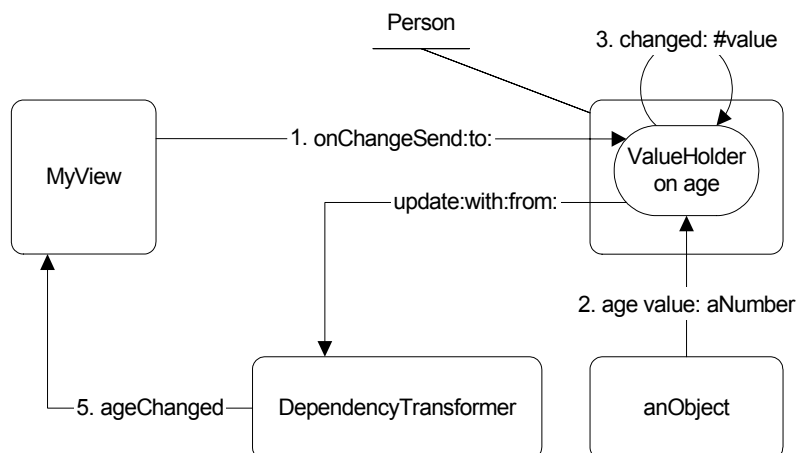 Person
3. changed: #value
1. onChangeSend:to:
MyView
ValueHolder
on age
update:with:from:
2. age value: aNumber
5. ageChanged
DependencyTransformer
anObject